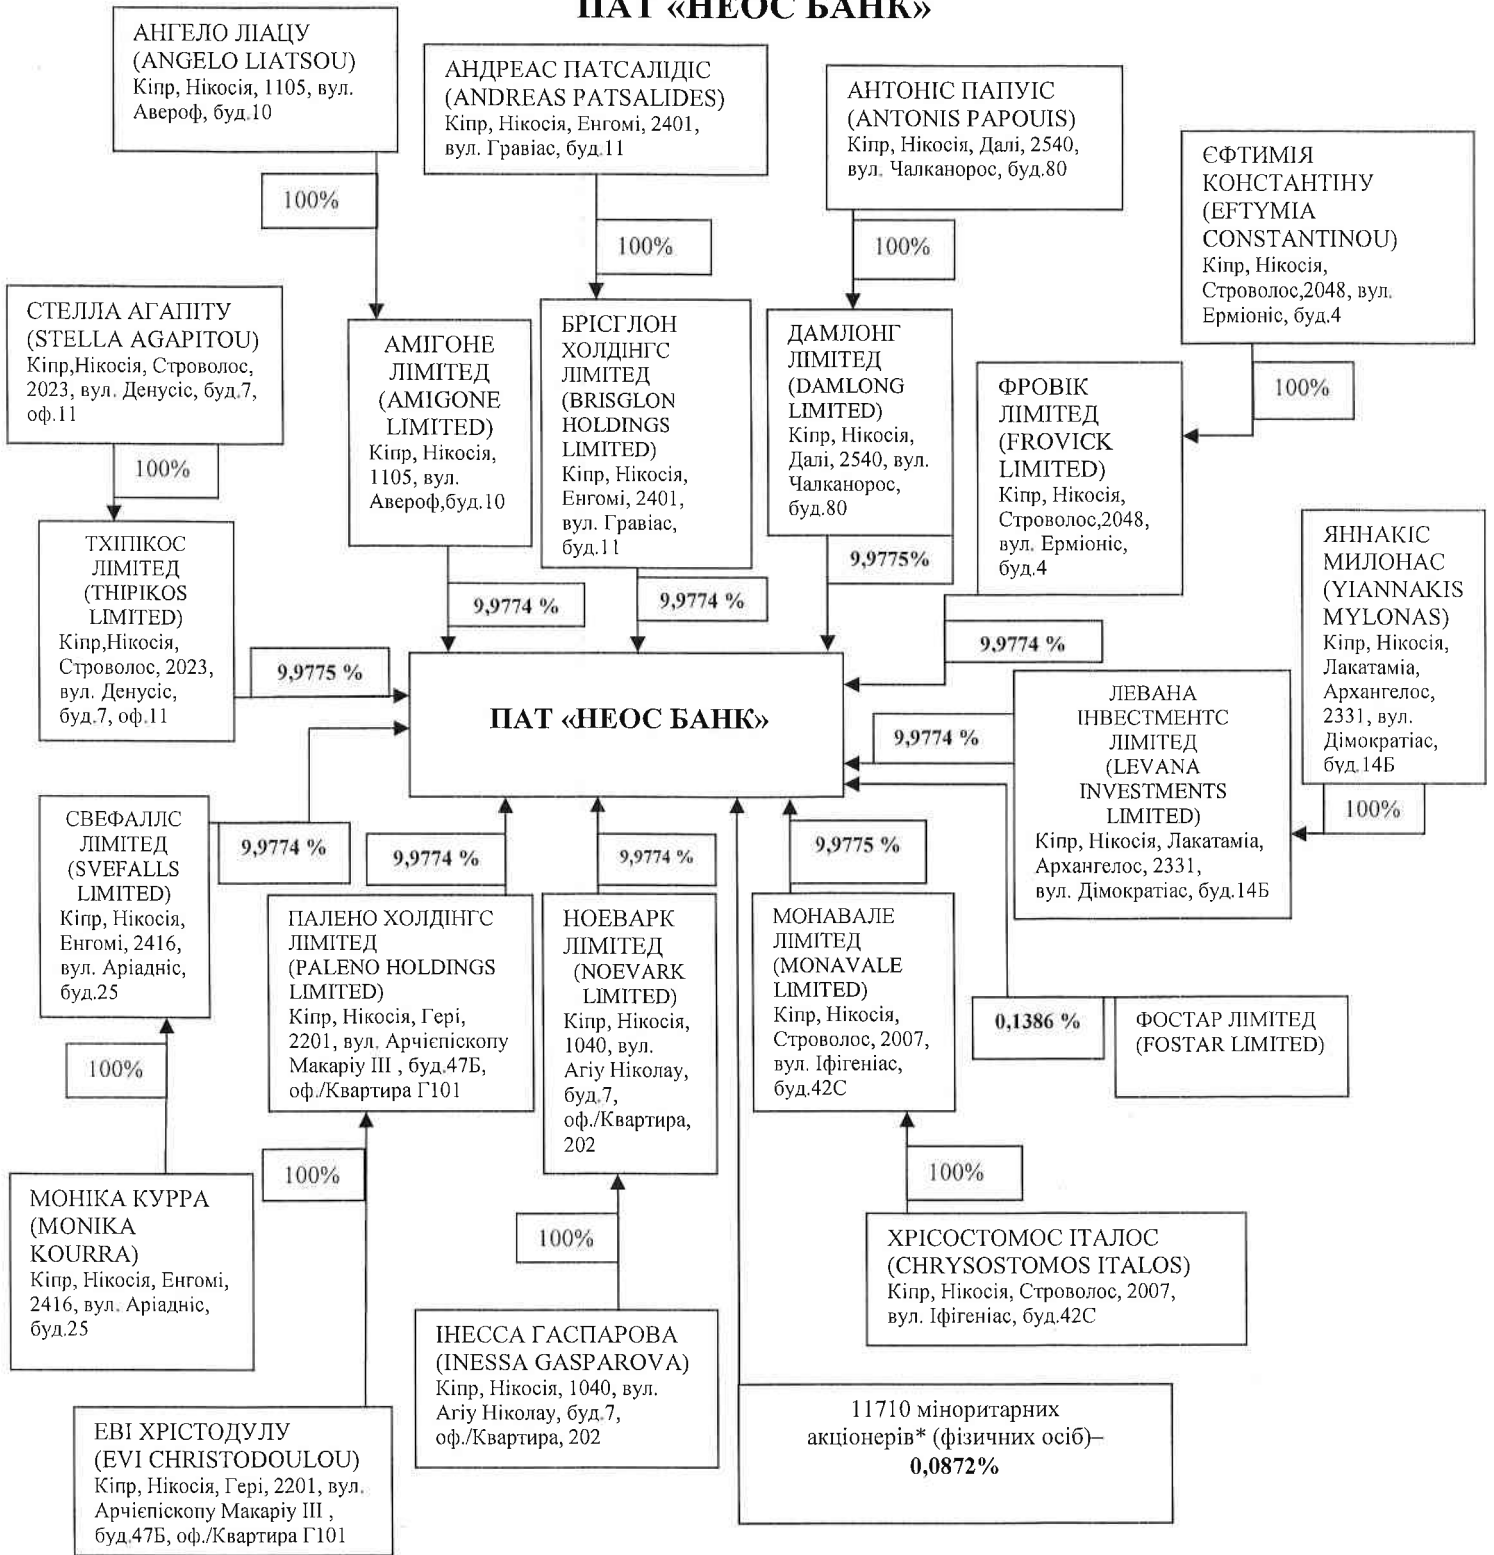 ПАТ «НЕОС БАНК»
АНГЕЛО ЛІАЦУ
(ANGELO LIATSOU)
Кіпр, Нікосія, 1105, вул.
Авероф, буд.10
АНДРЕАС ПАТСАЛІДІС
(ANDREAS PATSALIDES)
Кіпр, Нікосія, Енгомі, 2401,
вул. Гравіас, буд.11
АНТОНІС ПАПУІС
(ANTONIS PAPOUIS)
Кіпр, Нікосія, Далі, 2540,
вул. Чалканорос, буд.80
ЄФТИМІЯ
КОНСТАНТІНУ
(EFTYMIA
CONSTANTINOU)
Кіпр, Нікосія,
Строволос,2048, вул.
Ерміоніс, буд.4
100%
100%
100%
100%
СТЕЛЛА АГАПІТУ
(STELLA AGAPITOU)
Кіпр,Нікосія, Строволос,
2023, вул. Денусіс, буд.7,
оф.11
100%
АМІГОНЕ
ЛІМІТЕД
(AMIGONE
LIMITED)
Кіпр, Нікосія,
1105, вул.
Авероф,буд.10
БРІСГЛОН
ХОЛДІНГС
ЛІМІТЕД
(BRISGLON
HOLDINGS
LIMITED)
Кіпр, Нікосія,
Енгомі, 2401,
вул. Гравіас,
буд.11
ДАМЛОНГ
ЛІМІТЕД
(DAMLONG
LIMITED)
Кіпр, Нікосія,
Далі, 2540, вул.
Чалканорос,
буд.80
ФРОВІК
ЛІМІТЕД
(FROVICK
LIMITED)
Кіпр, Нікосія,
Строволос,2048,
вул. Ерміоніс,
буд.4
ЯННАКІС
МИЛОНАС
(YIANNAKIS
MYLONAS)
Кіпр, Нікосія,
Лакатаміа,
Архангелос,
2331, вул.
Дімократіас,
буд.14Б
100%
ТХІПІКОС
ЛІМІТЕД
(THIPIKOS
LIMITED)
Кіпр,Нікосія,
Строволос, 2023,
вул. Денусіс,
буд.7, оф.11
9,9775 %
9,9774 %
9,9774 %
9,9775%
9,9774 %
ПАТ «НЕОС БАНК»
9,9774 %
ЛЕВАНА
ІНВЕСТМЕНТС
ЛІМІТЕД
(LEVANA
INVESTMENTS
LIMITED)
Кіпр, Нікосія, Лакатаміа,
Архангелос, 2331,
вул. Дімократіас, буд.14Б
СВЕФАЛЛС
ЛІМІТЕД
(SVEFALLS
LIMITED)
Кіпр, Нікосія,
Енгомі, 2416,
вул. Аріадніс,
буд.25
9,9774 %
9,9774 %
9,9774 %
9,9775 %
ПАЛЕНО ХОЛДІНГС
ЛІМІТЕД
(PALENO HOLDINGS
LIMITED)
Кіпр, Нікосія, Гері,
2201, вул. Арчієпіскопу
Макаріу III , буд.47Б,
оф./Квартира Г101
НОЕВАРК
ЛІМІТЕД
(NOEVARK
LIMITED)
Кіпр, Нікосія,
1040, вул.
Агіу Ніколау,
буд.7,
оф./Квартира,
202
МОНАВАЛЕ
ЛІМІТЕД
(MONAVALE
LIMITED)
Кіпр, Нікосія,
Строволос, 2007,
вул. Іфігеніас,
буд.42С
0,1386 %
ФОСТАР ЛІМІТЕД
(FOSTAR LIMITED)
100%
100%
100%
100%
МОНІКА КУРРА
(MONIKA
KOURRA)
Кіпр, Нікосія, Енгомі,
2416, вул. Аріадніс,
буд.25
ХРІСОСТОМОС ІТАЛОС
(CHRYSOSTOMOS ITALOS)
Кіпр, Нікосія, Строволос, 2007,
вул. Іфігеніас, буд.42С
ІНЕССА ГАСПАРОВА
(INESSA GASPAROVA)
Кіпр, Нікосія, 1040, вул.
Агіу Ніколау, буд.7,
оф./Квартира, 202
ЕВІ ХРІСТОДУЛУ
(EVI CHRISTODOULOU)
Кіпр, Нікосія, Гері, 2201, вул.
Арчієпіскопу Макаріу III ,
буд.47Б, оф./Квартира Г101
11710 міноритарних
акціонерів* (фізичних осіб)–
0,0872%